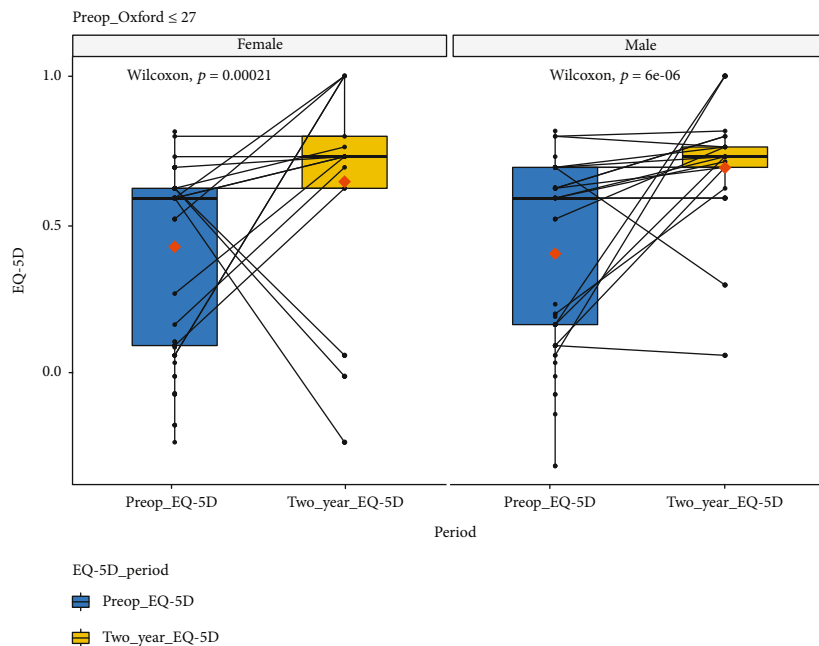 Preop_Oxford ≤ 27
Female
Male
Wilcoxon, p = 0.00021
Wilcoxon, p = 6e-06
1.0
0.5
0.0
EQ-5D
Preop_EQ-5D
Two_year_EQ-5D
Preop_EQ-5D
Two_year_EQ-5D
Period
EQ-5D_period
Preop_EQ-5D
Two_year_EQ-5D